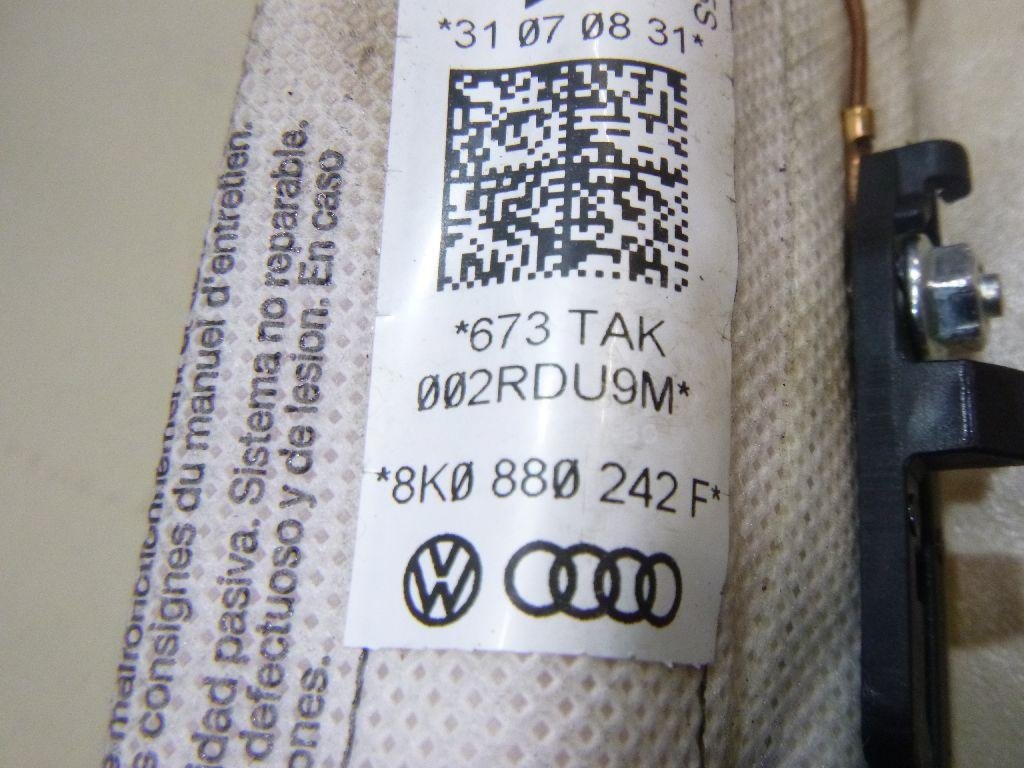 *31 07 08 31*
*673 TAK
002RDU9M*
*8K0 880 242 F*
consignes du manuel d'entretien.
idad pasiva. Sistema no reparable.
defectuoso y de lesion. En caso
ones.